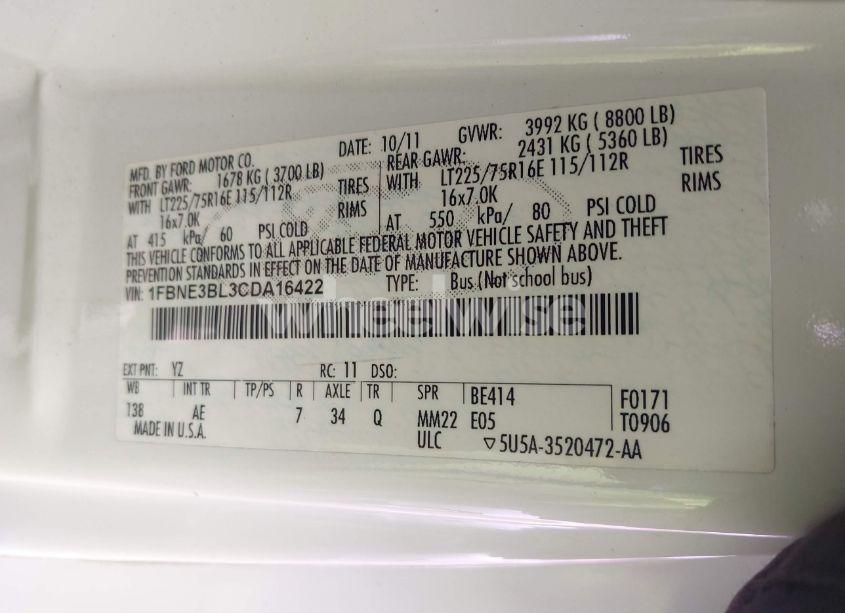 MFD. BY FORD MOTOR CO.
DATE: 10/11 GVWR: 3992 KG ( 8800 LB)
FRONT GAWR: 1678 KG ( 3700 LB) REAR GAWR: 2431 KG ( 5360 LB)
WITH LT225/75R16E 115/112R TIRES WITH LT225/75R16E 115/112R TIRES
16x7.0K RIMS 16x7.0K RIMS
AT 415 kPa/ 60 PSI COLD AT 550 kPa/ 80 PSI COLD
THIS VEHICLE CONFORMS TO ALL APPLICABLE FEDERAL MOTOR VEHICLE SAFETY AND THEFT
PREVENTION STANDARDS IN EFFECT ON THE DATE OF MANUFACTURE SHOWN ABOVE.
VIN: 1FBNE3BL3CDA16422 TYPE: Bus (Not school bus)
wheelwise
EXT PNT: YZ RC: 11 DSO:
WB INT TR TP/PS R AXLE TR SPR BE414 F0171
138 AE 7 34 Q MM22 E05 T0906
MADE IN U.S.A. ULC ▽5U5A-3520472-AA